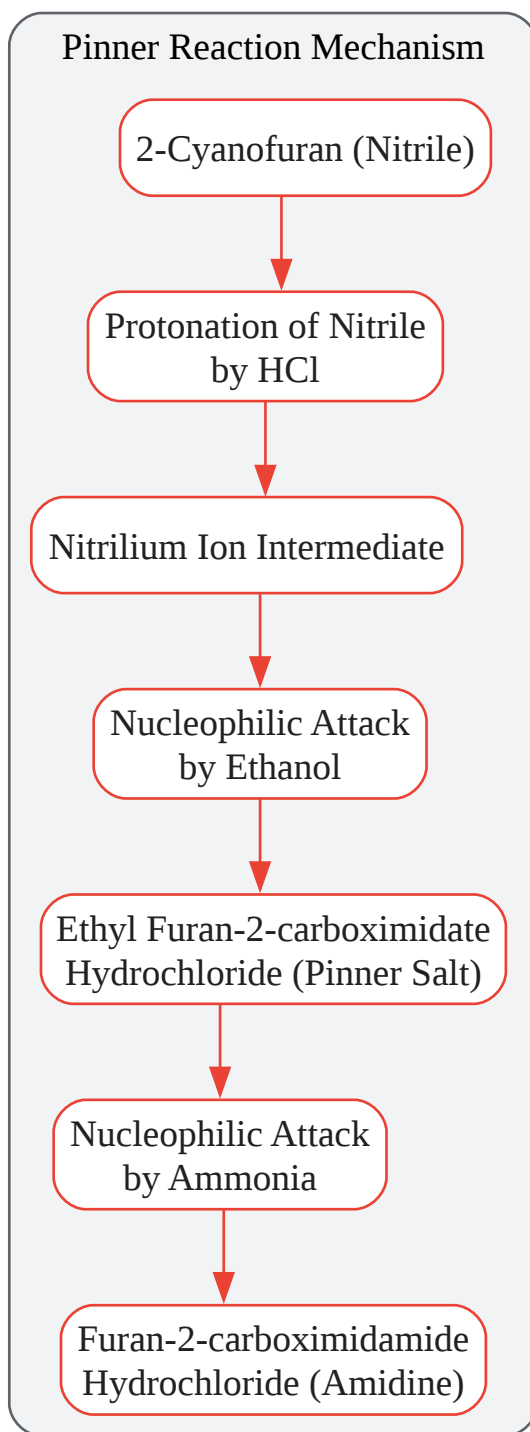 Pinner Reaction Mechanism
2-Cyanofuran (Nitrile)
Protonation of Nitrile
by HCl
Nitrilium Ion Intermediate
Nucleophilic Attack
by Ethanol
Ethyl Furan-2-carboximidate
Hydrochloride (Pinner Salt)
Nucleophilic Attack
by Ammonia
Furan-2-carboximidamide
Hydrochloride (Amidine)